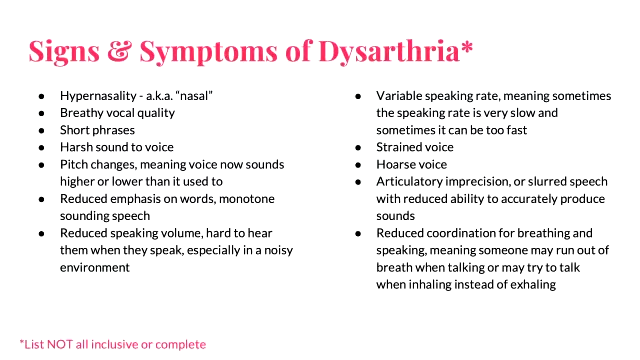 Signs & Symptoms of Dysarthria*
● Hypernasality - a.k.a. “nasal”
● Breathy vocal quality
● Short phrases
● Harsh sound to voice
● Pitch changes, meaning voice now sounds
higher or lower than it used to
● Reduced emphasis on words, monotone
sounding speech
● Reduced speaking volume, hard to hear
them when they speak, especially in a noisy
environment
● Variable speaking rate, meaning sometimes
the speaking rate is very slow and
sometimes it can be too fast
● Strained voice
● Hoarse voice
● Articulatory imprecision, or slurred speech
with reduced ability to accurately produce
sounds
● Reduced coordination for breathing and
speaking, meaning someone may run out of
breath when talking or may try to talk
when inhaling instead of exhaling
*List NOT all inclusive or complete